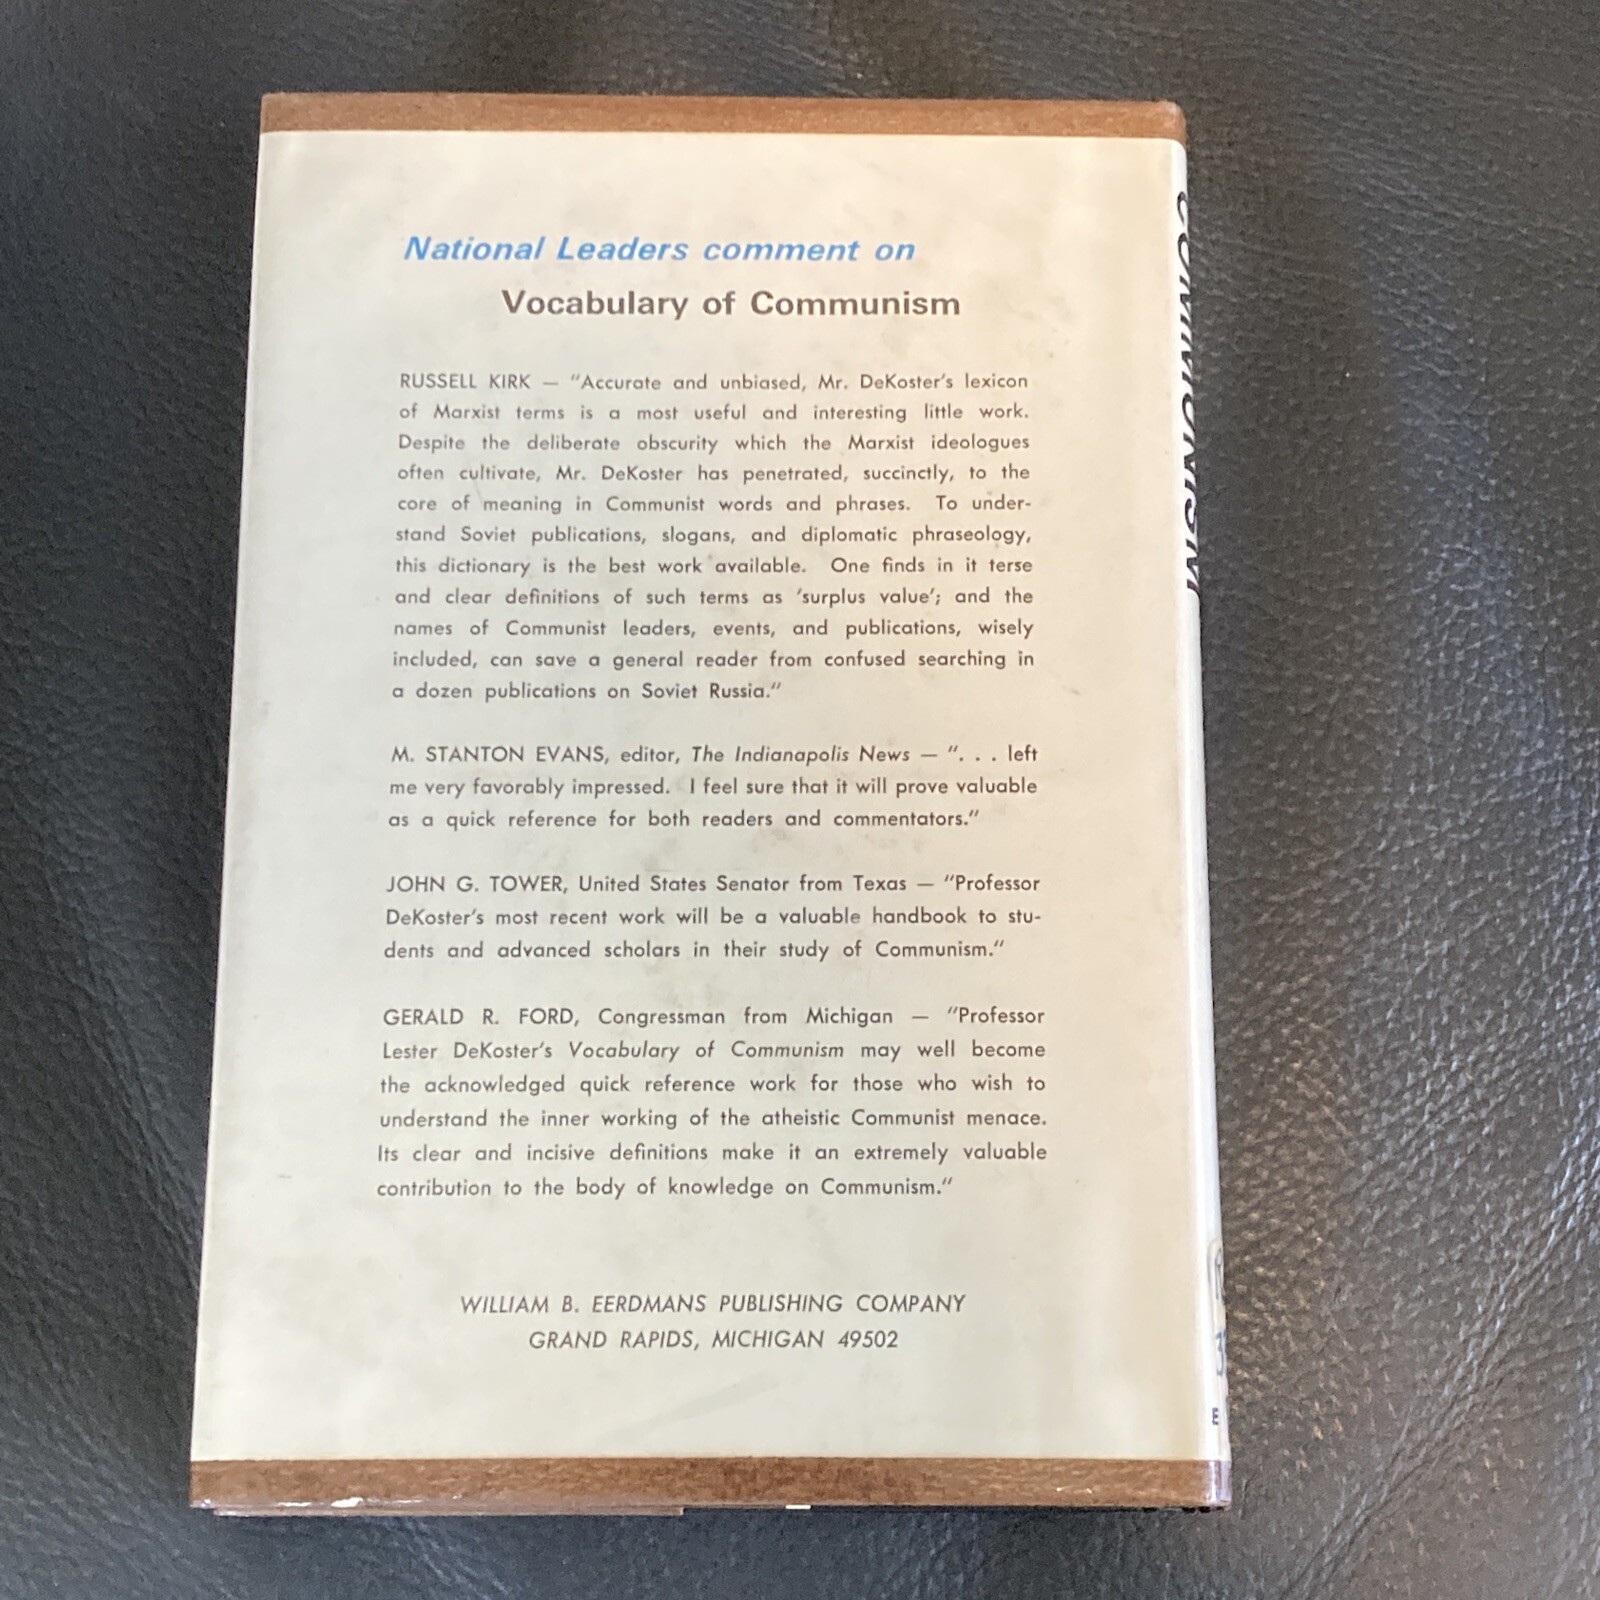 National Leaders comment on
Vocabulary of Communism
RUSSELL KIRK — "Accurate and unbiased, Mr. DeKoster's lexicon
of Marxist terms is a most useful and interesting little work.
Despite the deliberate obscurity which the Marxist ideologues
often cultivate, Mr. DeKoster has penetrated, succinctly, to the
core of meaning in Communist words and phrases. To under-
stand Soviet publications, slogans, and diplomatic phraseology,
this dictionary is the best work available. One finds in it terse
and clear definitions of such terms as 'surplus value'; and the
names of Communist leaders, events, and publications, wisely
included, can save a general reader from confused searching in
a dozen publications on Soviet Russia."
M. STANTON EVANS, editor, The Indianapolis News — ". . . left
me very favorably impressed. I feel sure that it will prove valuable
as a quick reference for both readers and commentators."
JOHN G. TOWER, United States Senator from Texas — "Professor
DeKoster's most recent work will be a valuable handbook to stu-
dents and advanced scholars in their study of Communism."
GERALD R. FORD, Congressman from Michigan — "Professor
Lester DeKoster's Vocabulary of Communism may well become
the acknowledged quick reference work for those who wish to
understand the inner working of the atheistic Communist menace.
Its clear and incisive definitions make it an extremely valuable
contribution to the body of knowledge on Communism."
WILLIAM B. EERDMANS PUBLISHING COMPANY
GRAND RAPIDS, MICHIGAN 49502
COMMUNISM